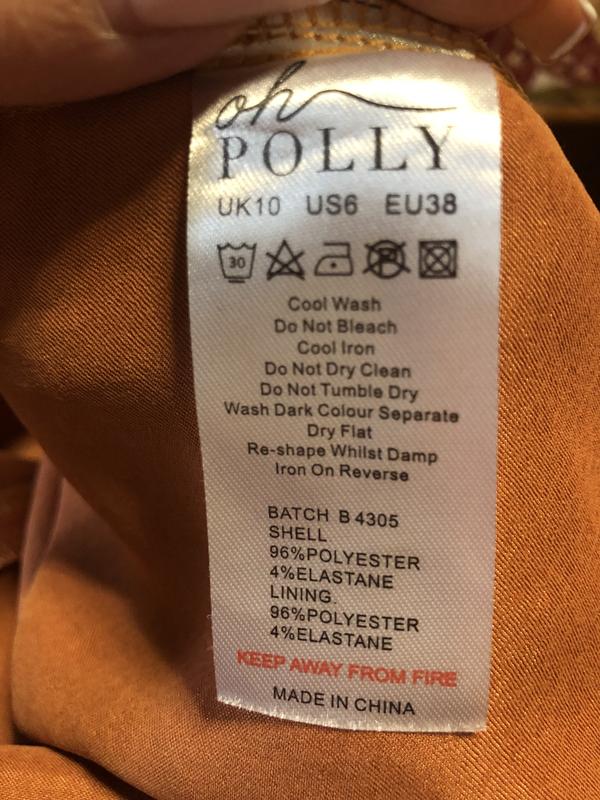 oh
POLLY
UK10 US6 EU38
30
Cool Wash
Do Not Bleach
Cool Iron
Do Not Dry Clean
Do Not Tumble Dry
Wash Dark Colour Separate
Dry Flat
Re-shape Whilst Damp
Iron On Reverse
BATCH B4305
SHELL
96%POLYESTER
4%ELASTANE
LINING.
96%POLYESTER
4%ELASTANE
KEEP AWAY FROM FIRE
MADE IN CHINA